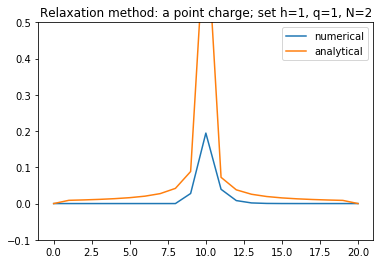 Relaxation method: a point charge; set h=1, q=1, N=2
numerical
analytical
0.5
0.4
0.3
0.2
0.1
0.0
−0.1
0.0 2.5 5.0 7.5 10.0 12.5 15.0 17.5 20.0